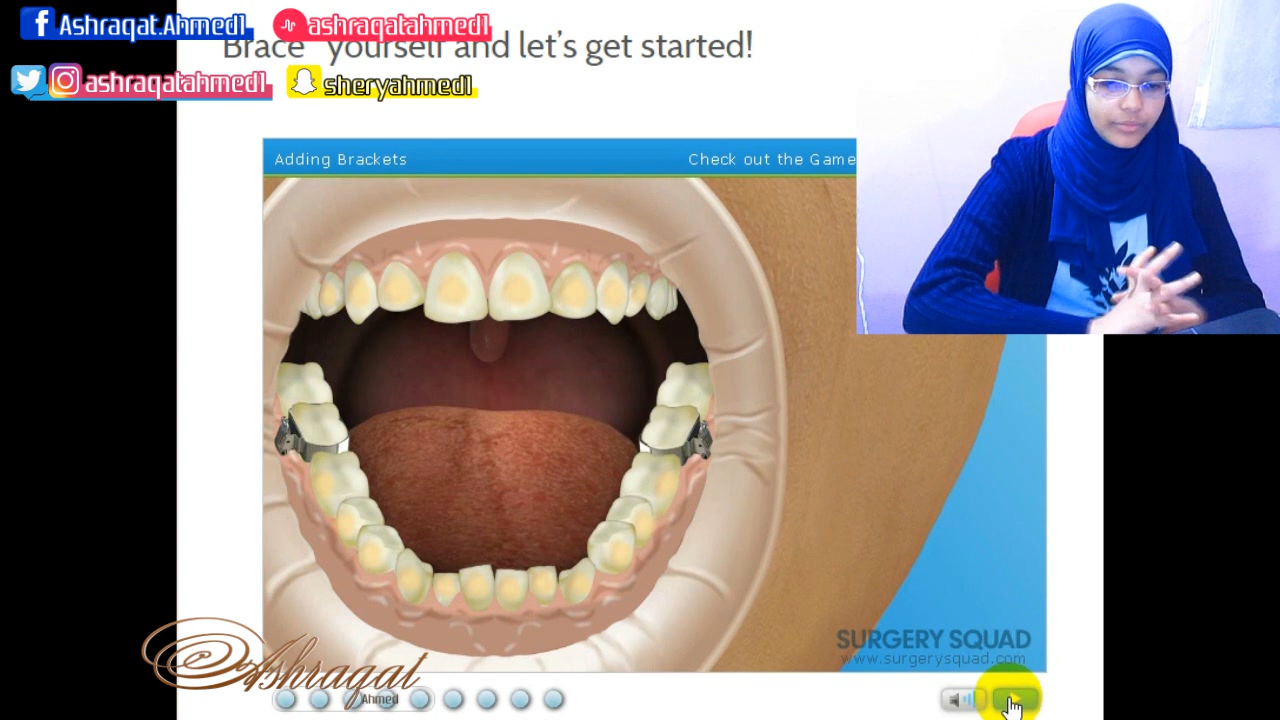 Ashraqat.Ahmed1
ashraqatahmed1
Brace yourself and let's get started!
ashraqatahmed1
sheryahmed1
Adding Brackets
Check out the Game
SURGERY SQUAD
www.surgerysquad.com
Ashraqat
Ahmed